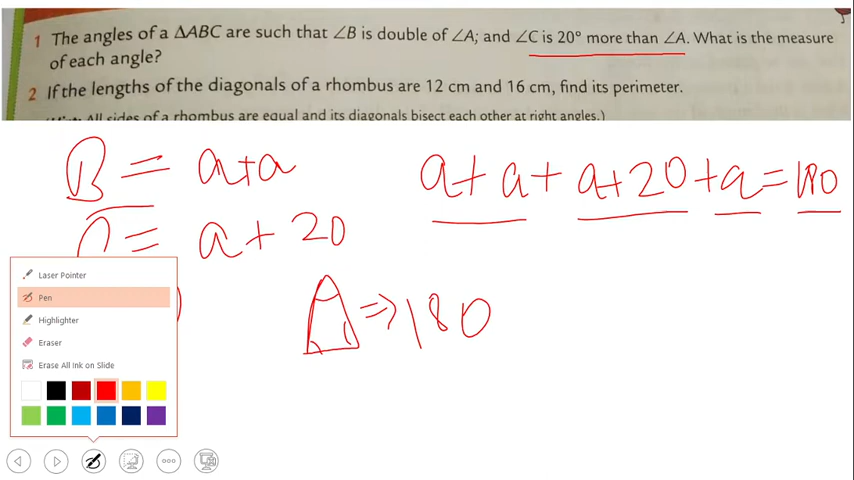 1 The angles of a ΔABC are such that ∠B is double of ∠A; and ∠C is 20° more than ∠A. What is the measure
of each angle?
2 If the lengths of the diagonals of a rhombus are 12 cm and 16 cm, find its perimeter.
All sides of a rhombus are equal and its diagonals bisect each other at right angles.)
B = a+a
a + a + a + 20 + a = 180
= a + 20
⇒ 180
Laser Pointer
Pen
Highlighter
Eraser
Erase All Ink on Slide